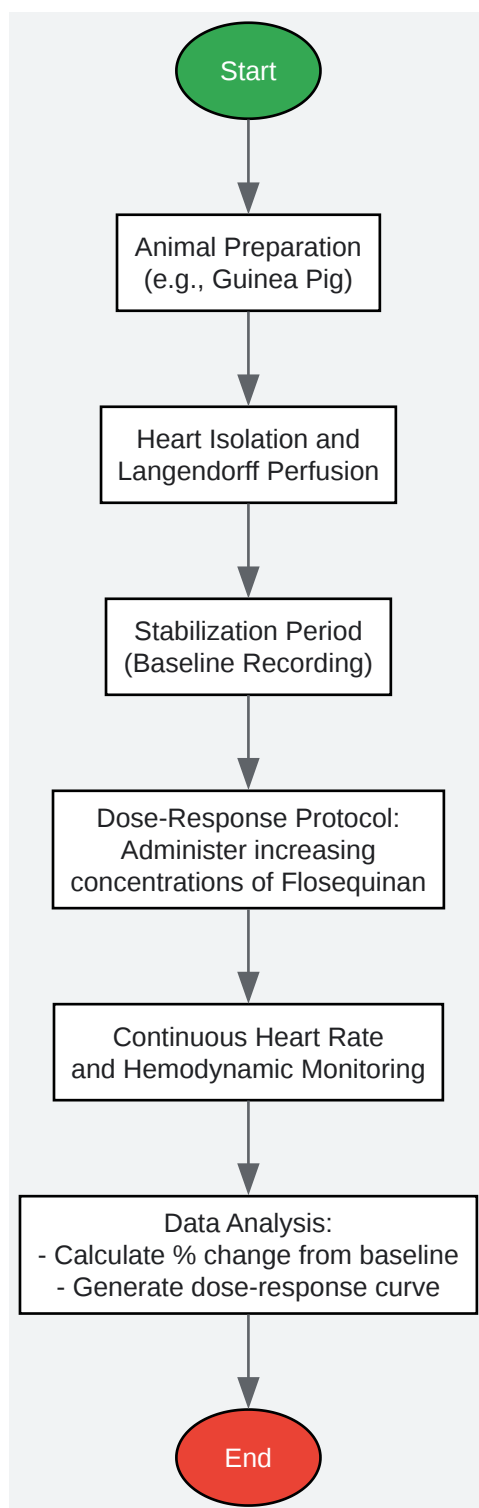 Start
Animal Preparation
(e.g., Guinea Pig)
Heart Isolation and
Langendorff Perfusion
Stabilization Period
(Baseline Recording)
Dose-Response Protocol:
Administer increasing
concentrations of Flosequinan
Continuous Heart Rate
and Hemodynamic Monitoring
Data Analysis:
- Calculate % change from baseline
- Generate dose-response curve
End